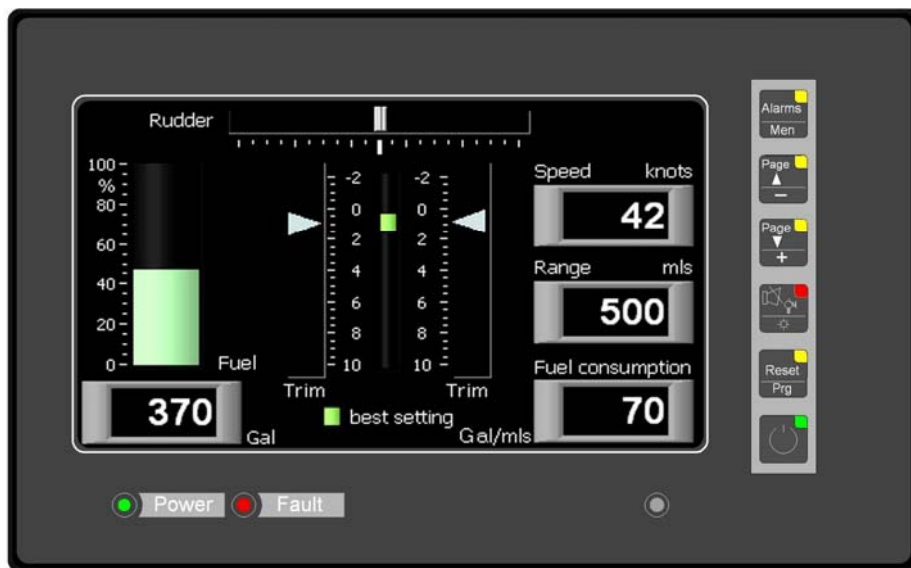 Rudder
100
%
80
60
40
20
0
Fuel
370
Gal
-2
0
2
4
6
8
10
Trim
-2
0
2
4
6
8
10
Trim
best setting
Speed knots
42
Range mls
500
Fuel consumption
70
Gal/mls
Alarms
Men
Page
–
Page
+
Reset
Prg
Power
Fault